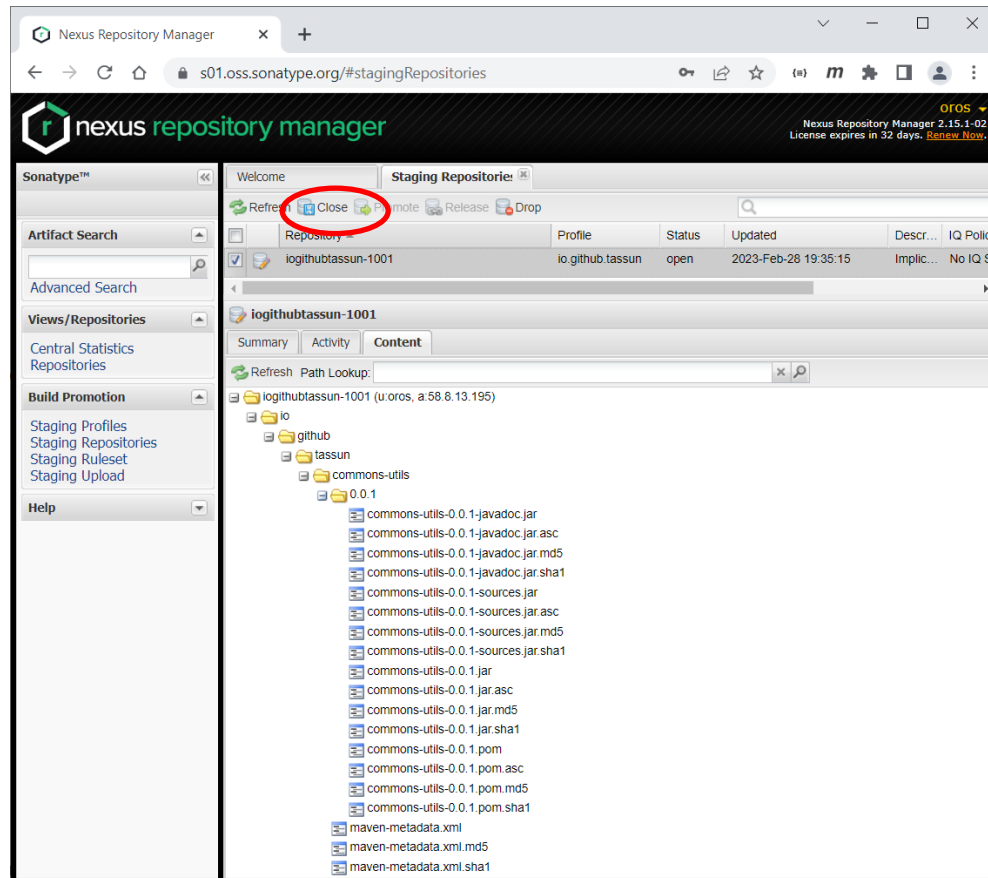 Nexus Repository Manager
s01.oss.sonatype.org/#stagingRepositories
nexus repository manager
oros
Nexus Repository Manager 2.15.1-02
License expires in 32 days. Renew Now.
Sonatype™
Welcome
Staging Repositories
Refresh Close Promote Release Drop
Artifact Search
Advanced Search
Views/Repositories
Central Statistics
Repositories
Build Promotion
Staging Profiles
Staging Repositories
Staging Ruleset
Staging Upload
Help
Repository Profile Status Updated Descr... IQ Polic
iogithubtassun-1001 io.github.tassun open 2023-Feb-28 19:35:15 Implic... No IQ S
iogithubtassun-1001
Summary Activity Content
Refresh Path Lookup:
iogithubtassun-1001 (u:oros, a:58.8.13.195)
io
github
tassun
commons-utils
0.0.1
commons-utils-0.0.1-javadoc.jar
commons-utils-0.0.1-javadoc.jar.asc
commons-utils-0.0.1-javadoc.jar.md5
commons-utils-0.0.1-javadoc.jar.sha1
commons-utils-0.0.1-sources.jar
commons-utils-0.0.1-sources.jar.asc
commons-utils-0.0.1-sources.jar.md5
commons-utils-0.0.1-sources.jar.sha1
commons-utils-0.0.1.jar
commons-utils-0.0.1.jar.asc
commons-utils-0.0.1.jar.md5
commons-utils-0.0.1.jar.sha1
commons-utils-0.0.1.pom
commons-utils-0.0.1.pom.asc
commons-utils-0.0.1.pom.md5
commons-utils-0.0.1.pom.sha1
maven-metadata.xml
maven-metadata.xml.md5
maven-metadata.xml.sha1